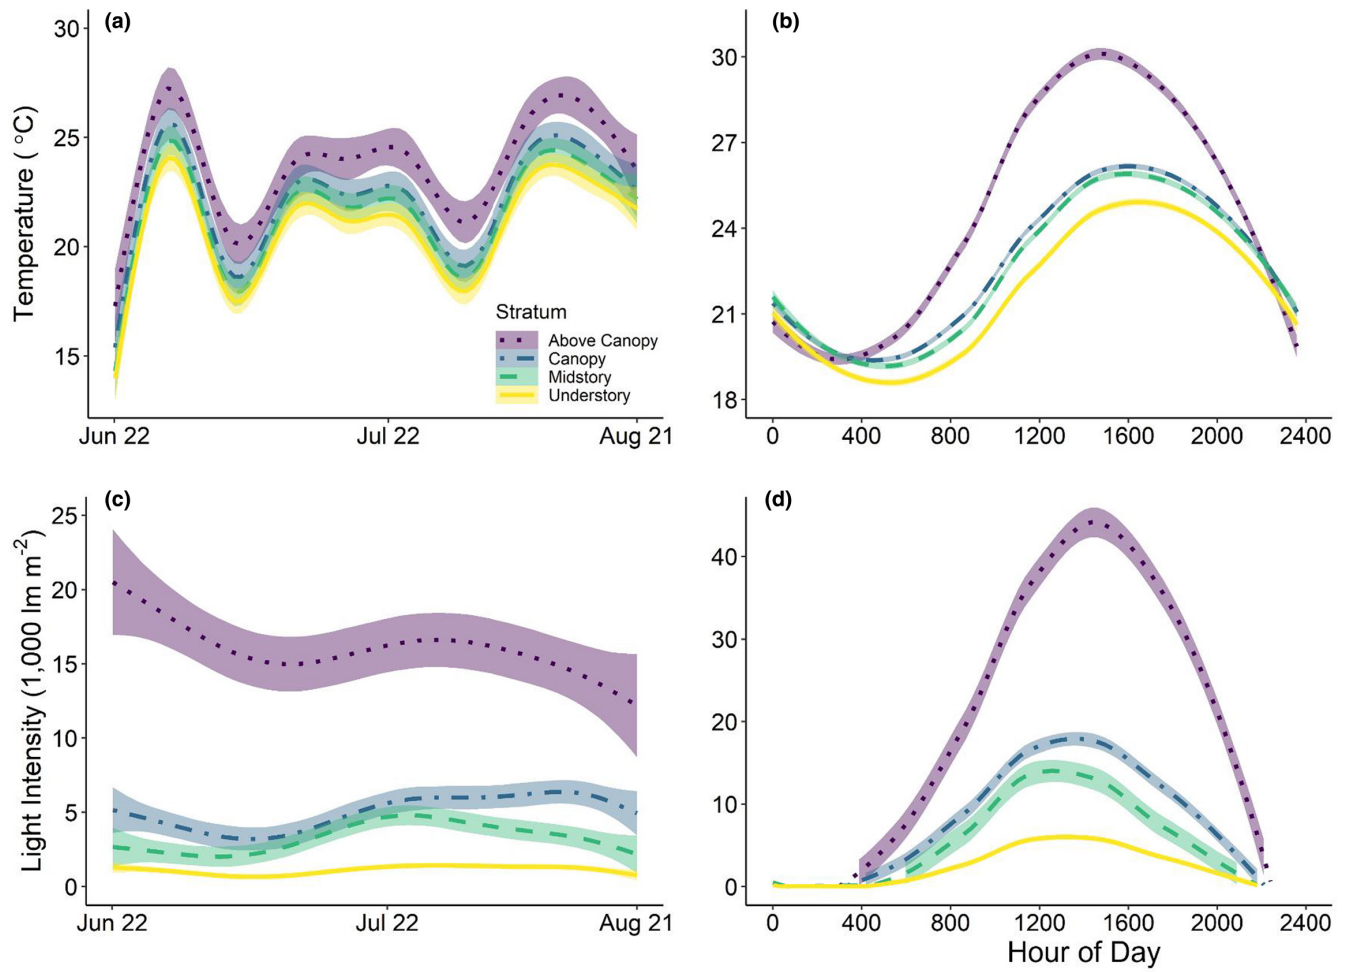 (a)
(b)
30
25
20
15
Temperature ( °C)
Jun 22
Jul 22
Aug 21
Stratum
Above Canopy
Canopy
Midstory
Understory
30
27
24
21
18
0
400
800
1200
1600
2000
2400
(c)
(d)
25
20
15
10
5
0
Light Intensity (1,000 lm m⁻²)
Jun 22
Jul 22
Aug 21
40
30
20
10
0
0
400
800
1200
1600
2000
2400
Hour of Day